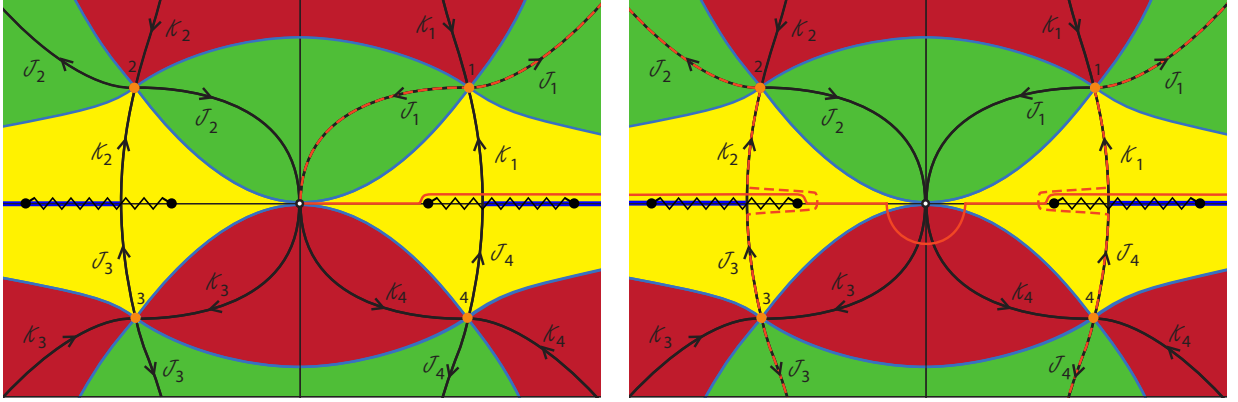 𝒦₂
𝒦₁
2
1
𝒥₂
𝒥₁
𝒥₂
𝒥₁
𝒦₂
𝒦₁
𝒥₃
𝒥₄
3
4
𝒦₃
𝒦₄
𝒦₃
𝒦₄
𝒥₃
𝒥₄
𝒦₂
𝒦₁
2
1
𝒥₂
𝒥₁
𝒥₂
𝒥₁
𝒦₂
𝒦₁
𝒥₃
𝒥₄
3
4
𝒦₃
𝒦₄
𝒦₃
𝒦₄
𝒥₃
𝒥₄